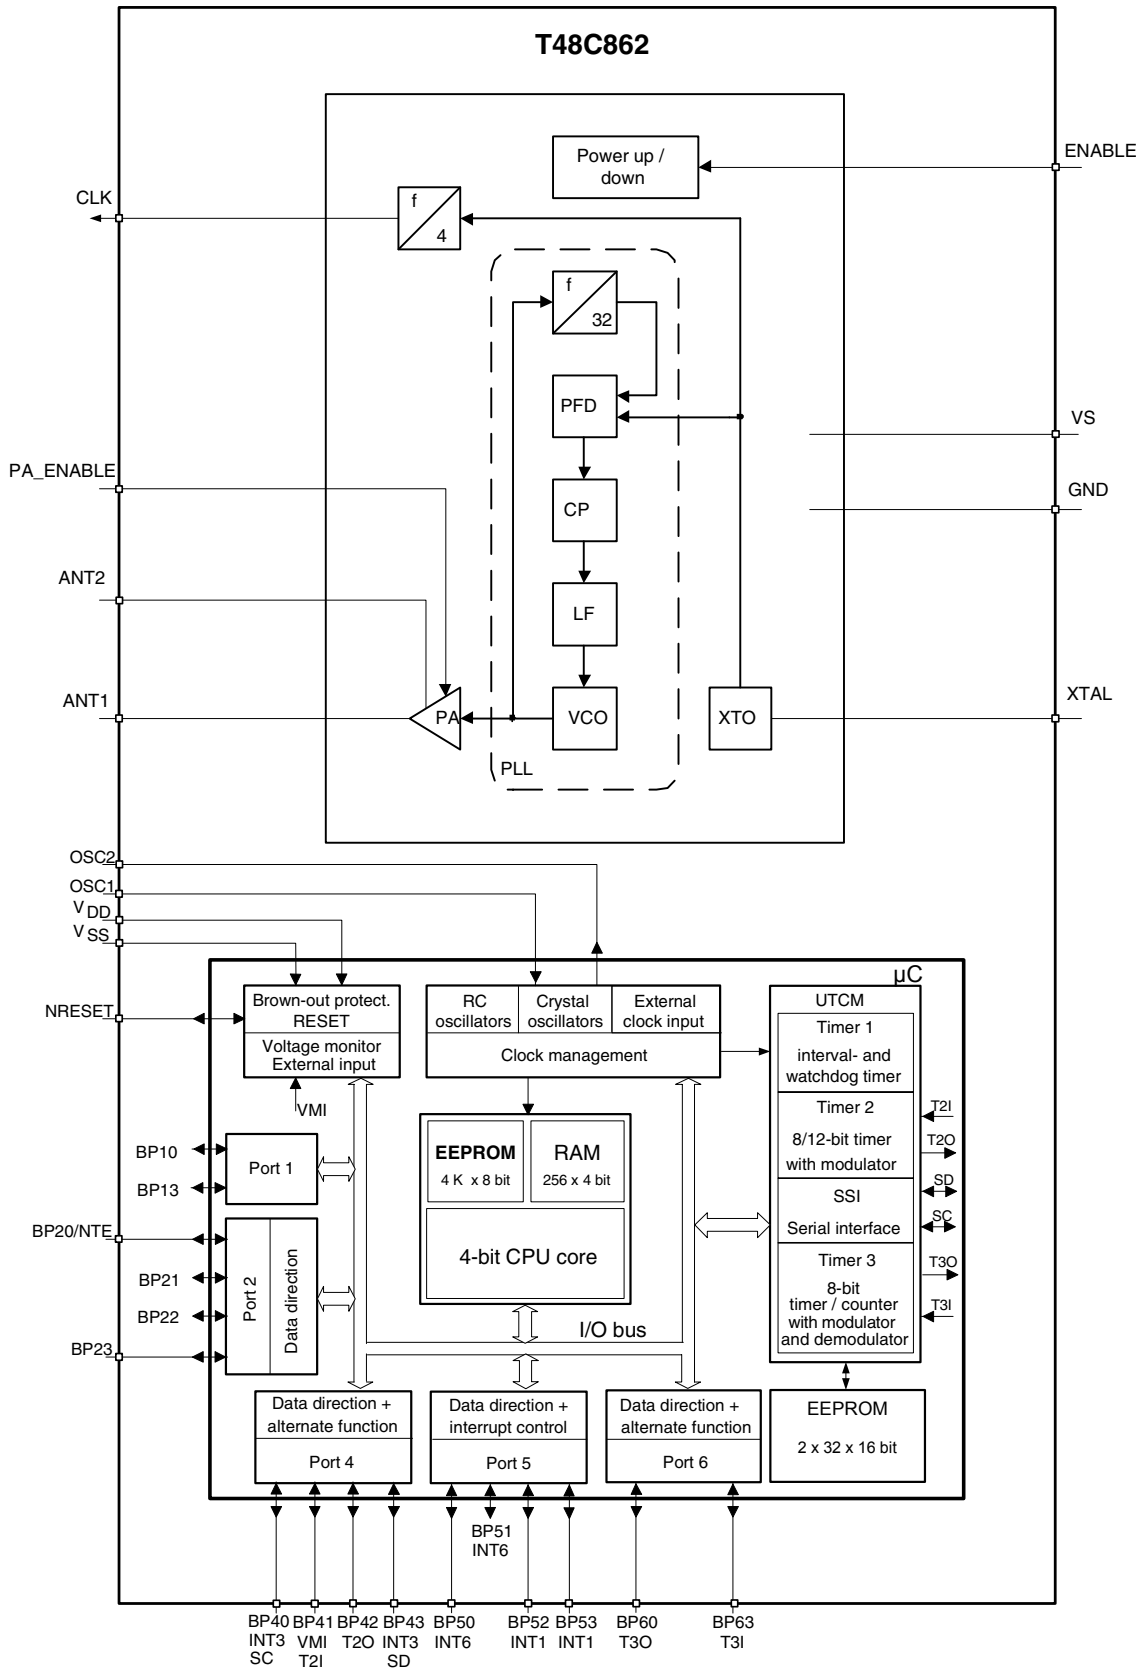 T48C862
Power up /
down
ENABLE
CLK
f
4
f
32
PFD
VS
PA_ENABLE
CP
GND
ANT2
LF
ANT1
PA
VCO
XTO
XTAL
PLL
OSC2
OSC1
V DD
V SS
µC
NRESET
Brown-out protect.
RESET
Voltage monitor
External input
VMI
RC
oscillators
Crystal
oscillators
External
clock input
Clock management
UTCM
Timer 1
interval- and
watchdog timer
Timer 2
8/12-bit timer
with modulator
SSI
Serial interface
Timer 3
8-bit
timer / counter
with modulator
and demodulator
T2I
T2O
SD
SC
T3O
T3I
EEPROM
4 K x 8 bit
RAM
256 x 4 bit
4-bit CPU core
I/O bus
BP10
BP13
Port 1
BP20/NTE
BP21
BP22
BP23
Port 2
Data direction
Data direction +
alternate function
Port 4
Data direction +
interrupt control
Port 5
Data direction +
alternate function
Port 6
EEPROM
2 x 32 x 16 bit
BP51
INT6
BP40
INT3
SC
BP41
VMI
T2I
BP42
T2O
BP43
INT3
SD
BP50
INT6
BP52
INT1
BP53
INT1
BP60
T3O
BP63
T3I